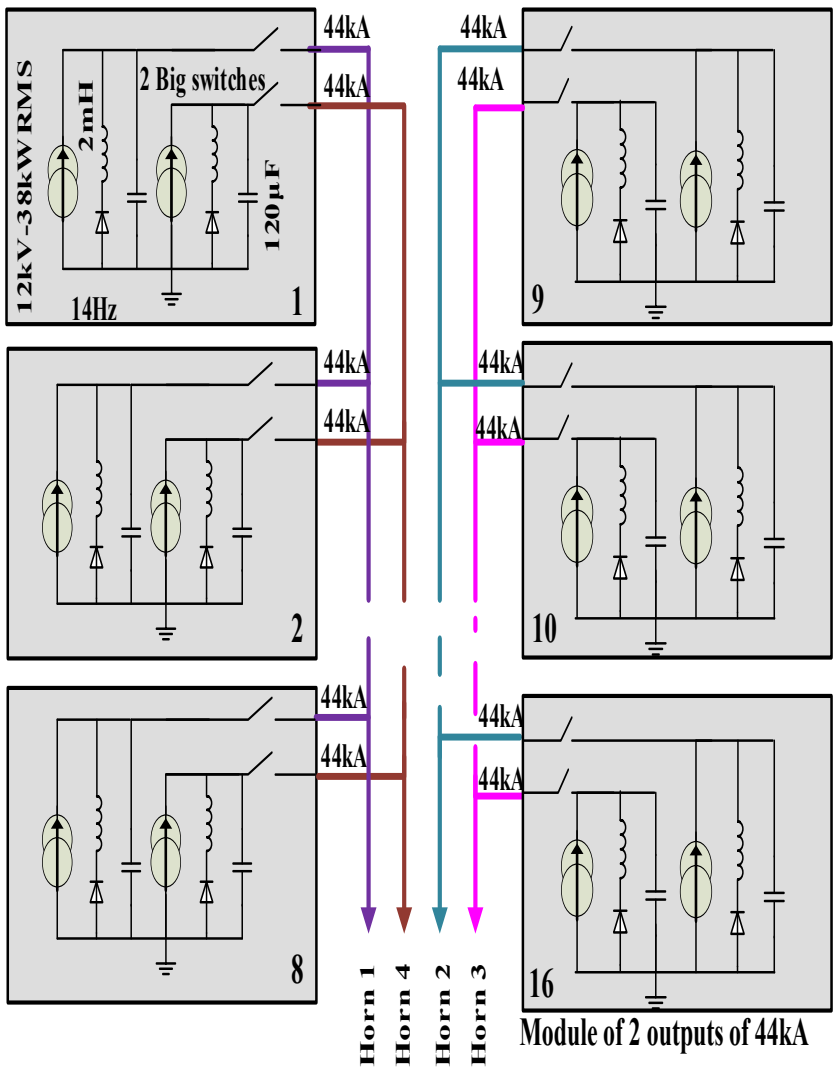 44kA
44kA
2 Big switches
12kV-38kWRMS
2mH
120µF
14Hz
1
44kA
44kA
9
44kA
44kA
2
44kA
44kA
10
44kA
44kA
8
44kA
44kA
16
Horn 1
Horn 4
Horn 2
Horn 3
Module of 2 outputs of 44kA